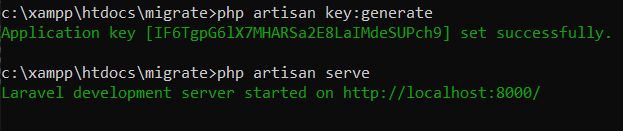 c:\xampp\htdocs\migrate>php artisan key:generate
Application key [IF6TgpG6lX7MHARSa2E8LaIMdeSUPch9] set successfully.
c:\xampp\htdocs\migrate>php artisan serve
Laravel development server started on http://localhost:8000/